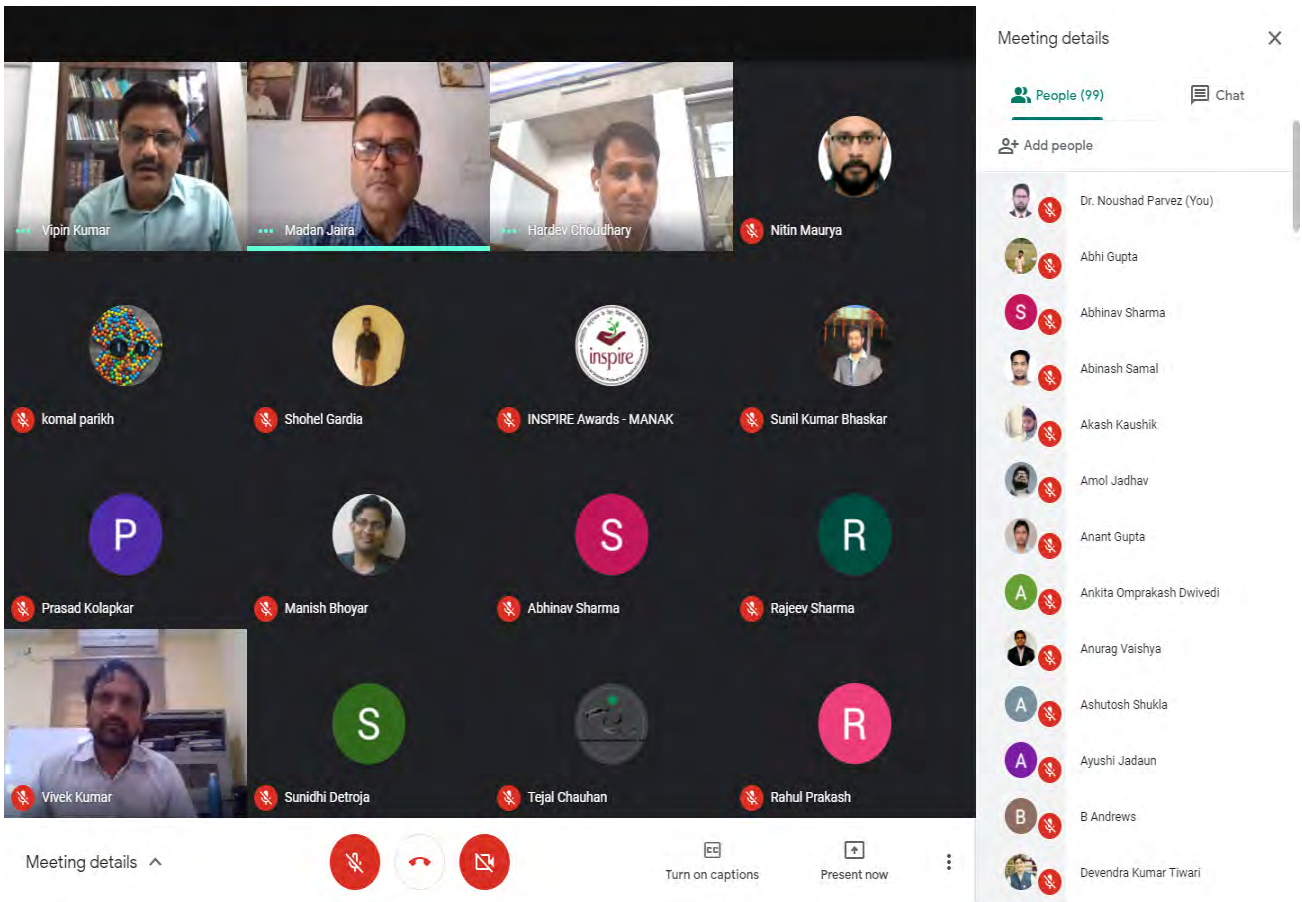 Vipin Kumar
Madan Jaira
Hardev Choudhary
Nitin Maurya
komal parikh
Shohel Gardia
inspire
INSPIRE Awards - MANAK
Sunil Kumar Bhaskar
P
Prasad Kolapkar
Manish Bhoyar
S
Abhinav Sharma
R
Rajeev Sharma
Vivek Kumar
S
Sunidhi Detroja
Tejal Chauhan
R
Rahul Prakash
Meeting details
CC
Turn on captions
Present now
Meeting details
People (99)
Chat
Add people
Dr. Noushad Parvez (You)
Abhi Gupta
S
Abhinav Sharma
Abinash Samal
Akash Kaushik
Amol Jadhav
Anant Gupta
A
Ankita Omprakash Dwivedi
Anurag Vaishya
A
Ashutosh Shukla
A
Ayushi Jadaun
B
B Andrews
Devendra Kumar Tiwari